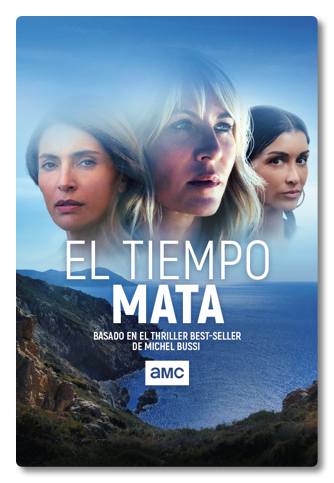 EL TIEMPO
MATA
BASADO EN EL THRILLER BEST-SELLER
DE MICHEL BUSSI
aMC